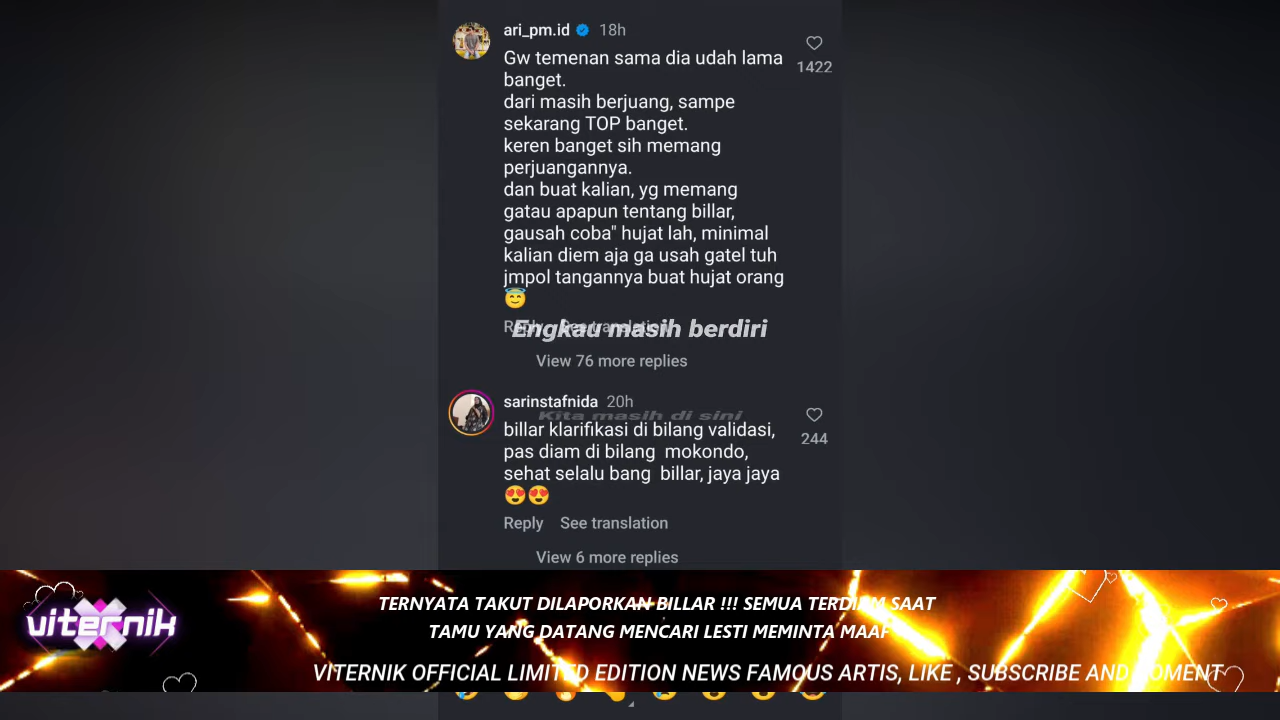 ari_pm.id 18h
Gw temenan sama dia udah lama
banget.
dari masih berjuang, sampe
sekarang TOP banget.
keren banget sih memang
perjuangannya.
dan buat kalian, yg memang
gatau apapun tentang billar,
gausah coba" hujat lah, minimal
kalian diem aja ga usah gatel tuh
jmpol tangannya buat hujat orang
😇
1422
Reply See translation
Engkau masih berdiri
View 76 more replies
sarinstafnida 20h
Kita masih di sini
billar klarifikasi di bilang validasi,
pas diam di bilang mokondo,
sehat selalu bang billar, jaya jaya
😍😍
244
Reply See translation
View 6 more replies
viternik
TERNYATA TAKUT DILAPORKAN BILLAR !!! SEMUA TERDIAM SAAT
TAMU YANG DATANG MENCARI LESTI MEMINTA MAAF
VITERNIK OFFICIAL LIMITED EDITION NEWS FAMOUS ARTIS, LIKE , SUBSCRIBE AND COMENT